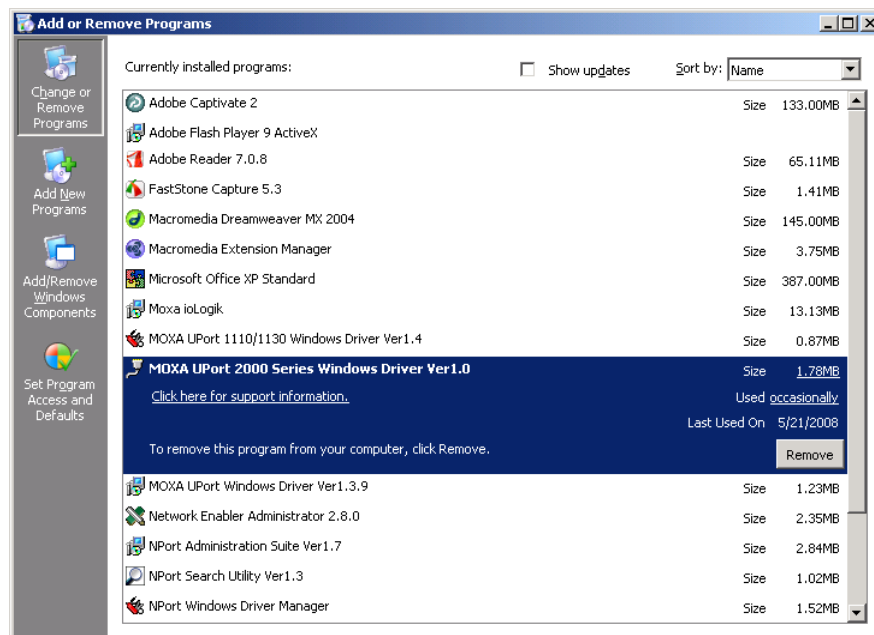 Add or Remove Programs
Change or
Remove
Programs
Add New
Programs
Add/Remove
Windows
Components
Set Program
Access and
Defaults
Currently installed programs:
Show updates
Sort by: Name
Adobe Captivate 2 Size 133.00MB
Adobe Flash Player 9 ActiveX
Adobe Reader 7.0.8 Size 65.11MB
FastStone Capture 5.3 Size 1.41MB
Macromedia Dreamweaver MX 2004 Size 145.00MB
Macromedia Extension Manager Size 3.75MB
Microsoft Office XP Standard Size 387.00MB
Moxa ioLogik Size 13.13MB
MOXA UPort 1110/1130 Windows Driver Ver1.4 Size 0.87MB
MOXA UPort 2000 Series Windows Driver Ver1.0 Size 1.78MB
Click here for support information. Used occasionally
Last Used On 5/21/2008
To remove this program from your computer, click Remove. Remove
MOXA UPort Windows Driver Ver1.3.9 Size 1.23MB
Network Enabler Administrator 2.8.0 Size 2.35MB
NPort Administration Suite Ver1.7 Size 2.84MB
NPort Search Utility Ver1.3 Size 1.02MB
NPort Windows Driver Manager Size 1.52MB